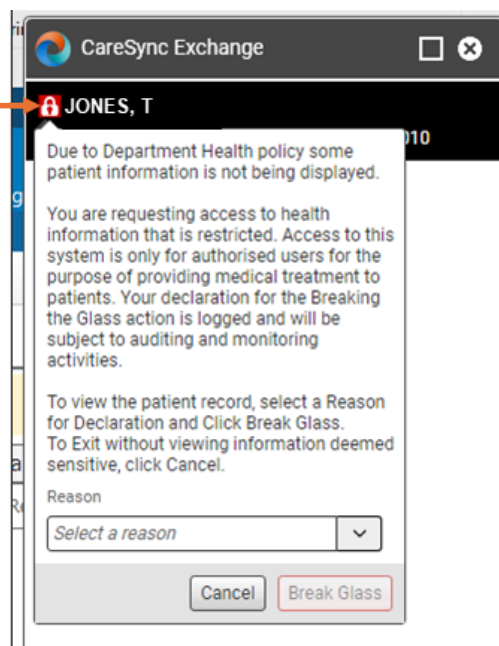 CareSync Exchange
JONES, T
010
Due to Department Health policy some
patient information is not being displayed.
You are requesting access to health
information that is restricted. Access to this
system is only for authorised users for the
purpose of providing medical treatment to
patients. Your declaration for the Breaking
the Glass action is logged and will be
subject to auditing and monitoring
activities.
To view the patient record, select a Reason
for Declaration and Click Break Glass.
To Exit without viewing information deemed
sensitive, click Cancel.
Reason
Select a reason
Cancel Break Glass